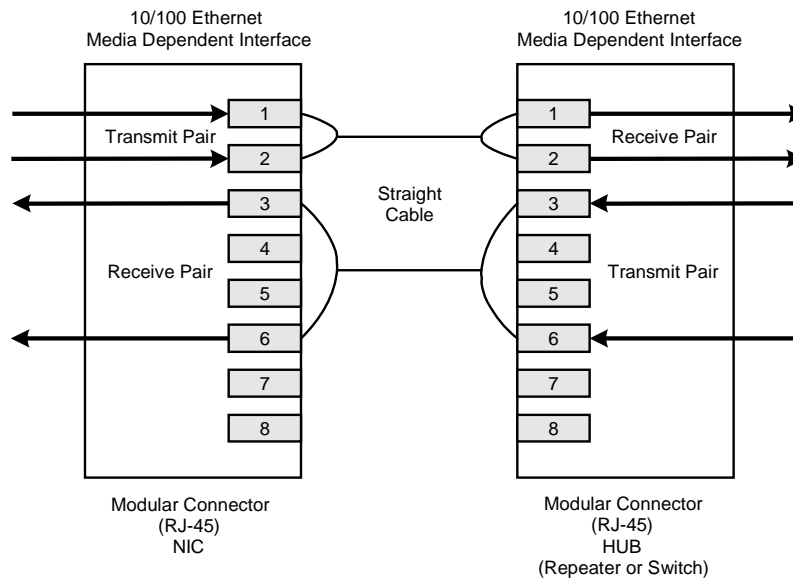 10/100 Ethernet
Media Dependent Interface
10/100 Ethernet
Media Dependent Interface
1
Transmit Pair
2
3
4
Receive Pair
5
6
7
8
Straight
Cable
1
Receive Pair
2
3
4
Transmit Pair
5
6
7
8
Modular Connector
(RJ-45)
NIC
Modular Connector
(RJ-45)
HUB
(Repeater or Switch)